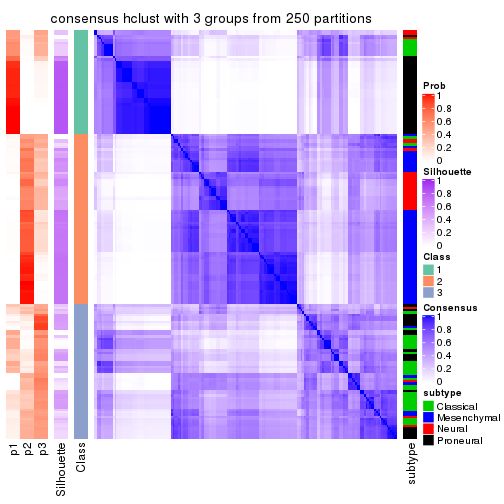 consensus hclust with 3 groups from 250 partitions
Prob
1
0.8
0.6
0.4
0.2
0
Silhouette
1
0.8
0.6
0.4
0.2
0
Class
1
2
3
Consensus
1
0.8
0.6
0.4
0.2
0
subtype
Classical
Mesenchymal
Neural
Proneural
p1
p2
p3
Silhouette
Class
subtype